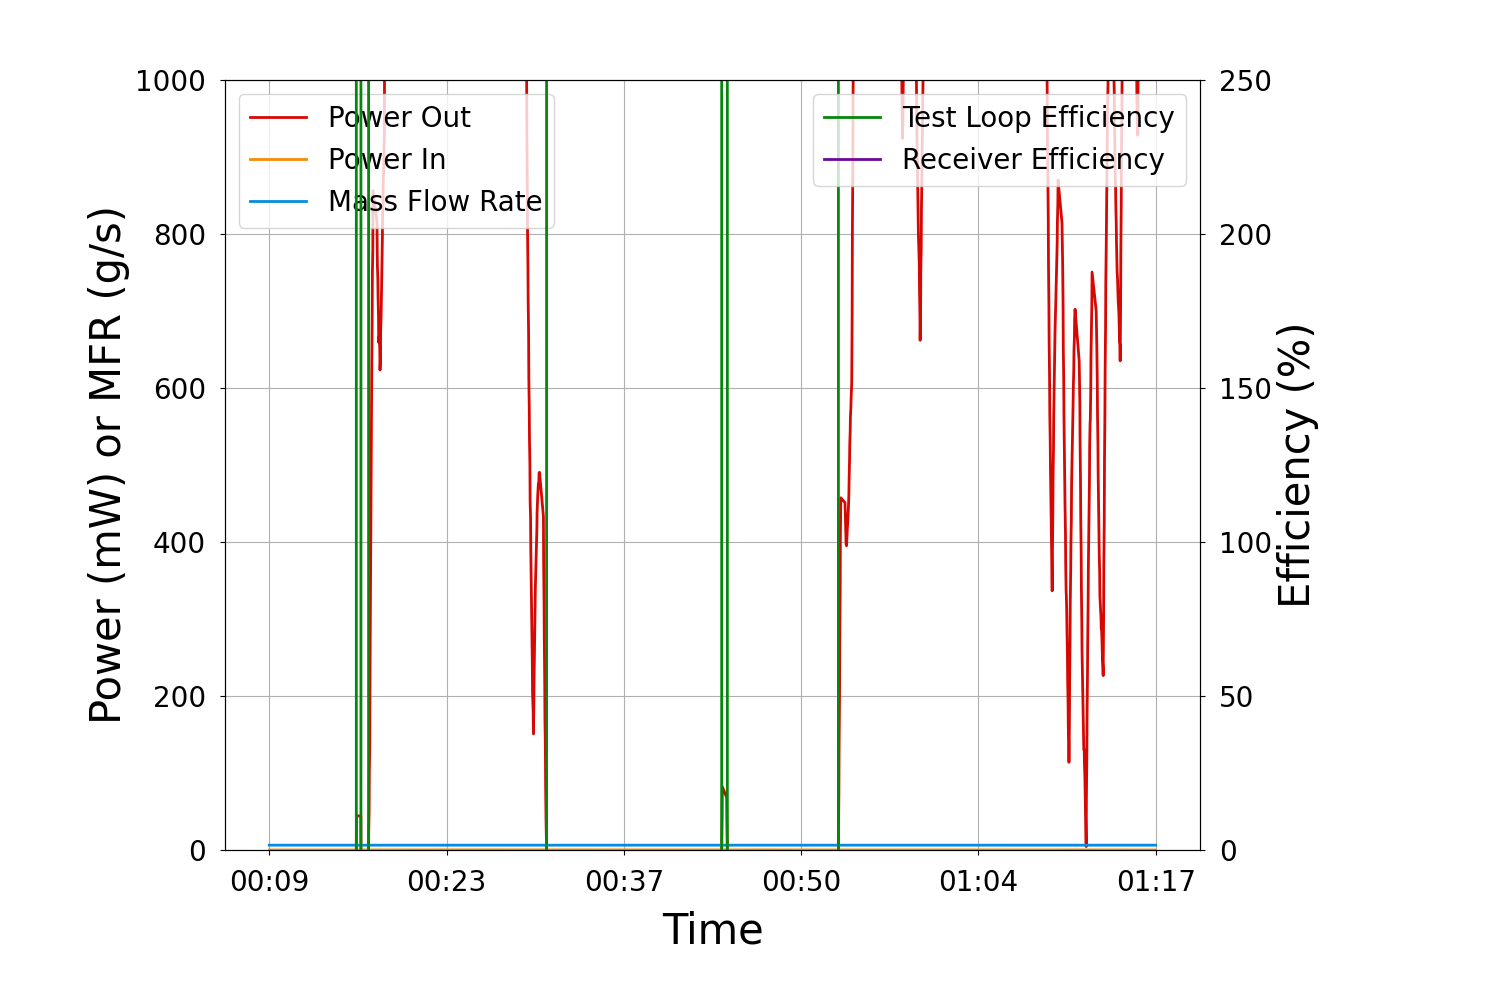 1000
800
600
400
200
0
Power (mW) or MFR (g/s)
Power Out
Power In
Mass Flow Rate
Test Loop Efficiency
Receiver Efficiency
250
200
150
100
50
0
Efficiency (%)
00:09 00:23 00:37 00:50 01:04 01:17
Time